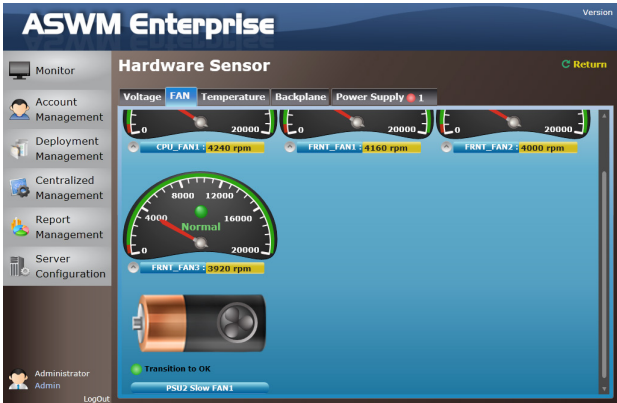 ASWM Enterprise
Version
Hardware Sensor
Return
Monitor
Account Management
Deployment Management
Centralized Management
Report Management
Server Configuration
Voltage FAN Temperature Backplane Power Supply 1
0 20000
0 20000
0 20000
CPU_FAN1 : 4240 rpm
FRNT_FAN1 : 4160 rpm
FRNT_FAN2 : 4000 rpm
8000 12000
4000 16000
Normal
0 20000
FRNT_FAN3 : 3920 rpm
Transition to OK
PSU2 Slow FAN1
Administrator
Admin
LogOut